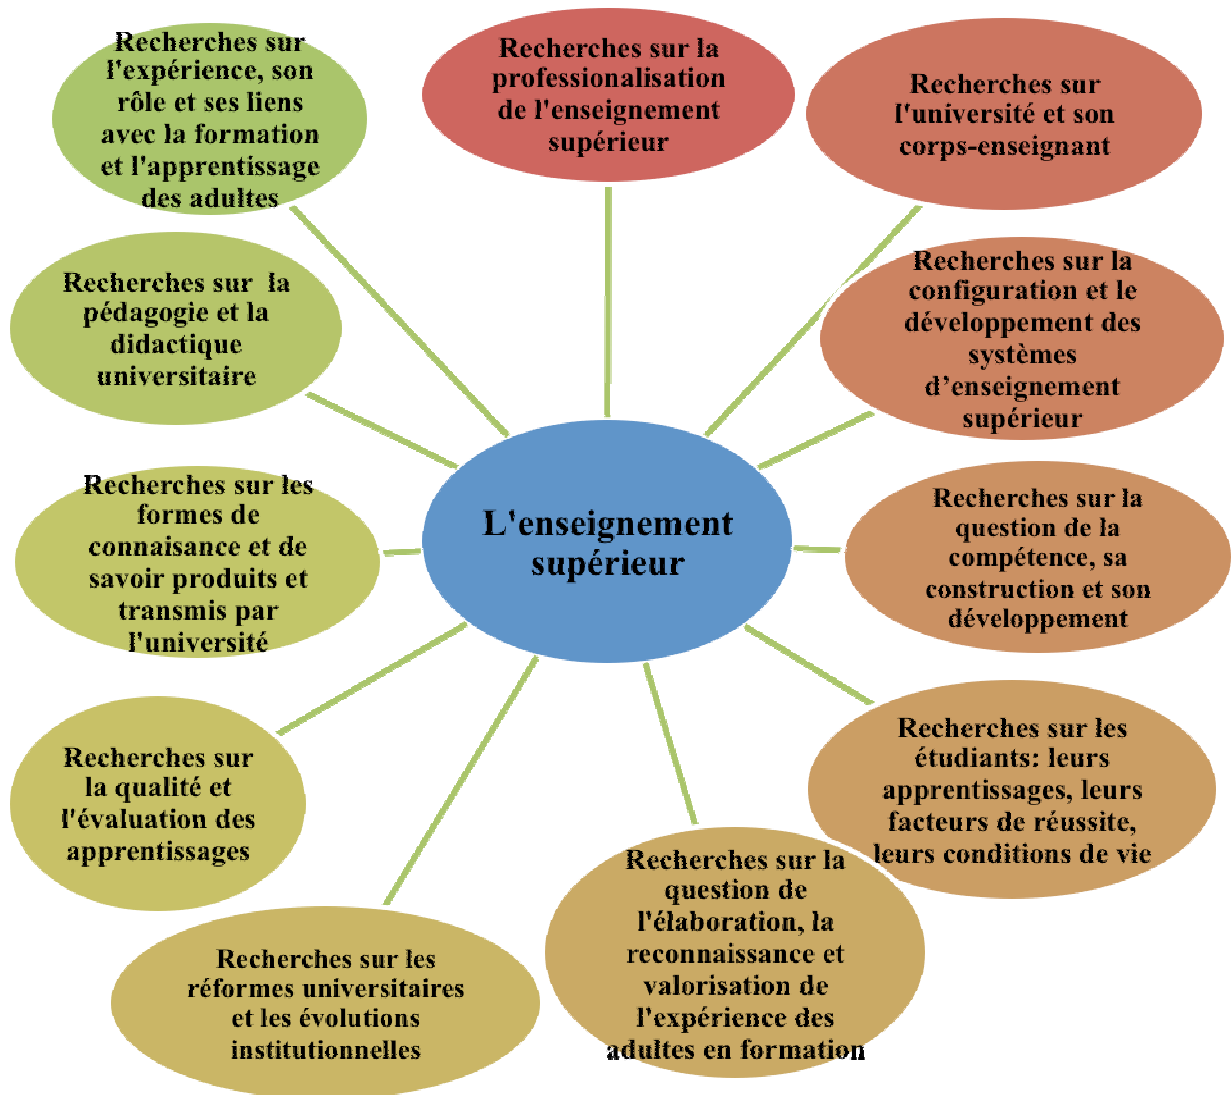 Recherches sur
l'expérience, son
rôle et ses liens
avec la formation
et l'apprentissage
des adultes
Recherches sur la
professionalisation
de l'enseignement
supérieur
Recherches sur
l'université et son
corps-enseignant
Recherches sur la
pédagogie et la
didactique
universitaire
Recherches sur la
configuration et le
développement des
systèmes
d’enseignement
supérieur
L'enseignement
supérieur
Recherches sur les
formes de
connaisance et de
savoir produits et
transmis par
l'université
Recherches sur la
question de la
compétence, sa
construction et son
développement
Recherches sur
la qualité et
l'évaluation des
apprentissages
Recherches sur les
étudiants: leurs
apprentissages, leurs
facteurs de réussite,
leurs conditions de vie
Recherches sur les
réformes universitaires
et les évolutions
institutionnelles
Recherches sur la
question de
l'élaboration, la
reconnaissance et
valorisation de
l'expérience des
adultes en formation